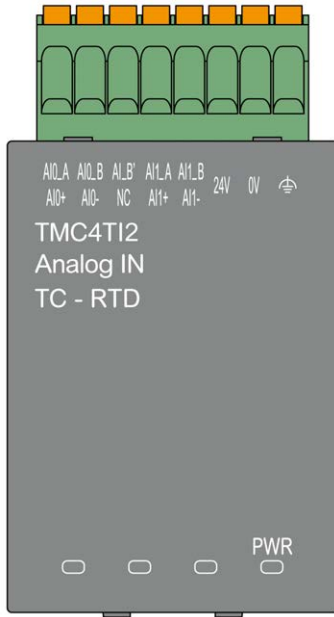 AI0_A AI0_B AI_B' AI1_A AI1_B 24V 0V
AI0+ AI0- NC AI1+ AI1-
TMC4TI2
Analog IN
TC - RTD
PWR